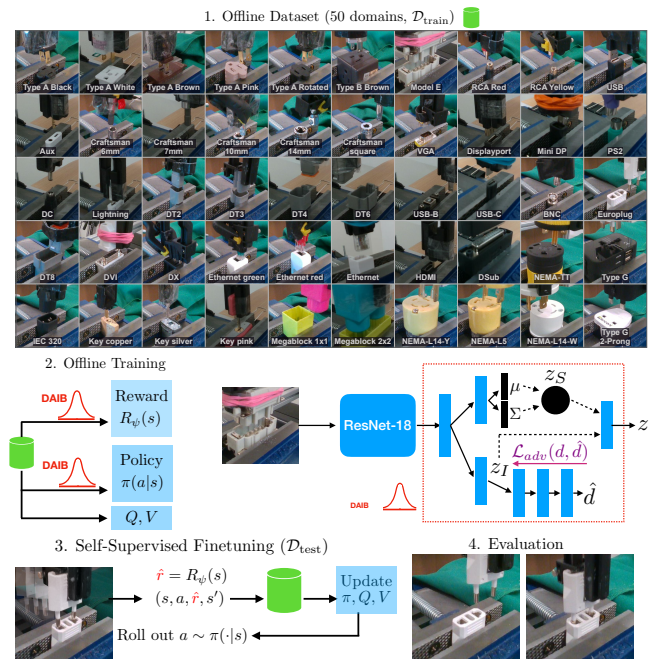 1. Offline Dataset (50 domains, 𝒟train)
Type A Black Type A White Type A Brown Type A Pink Type A Rotated Type B Brown Model E RCA Red RCA Yellow USB
Aux Craftsman 6mm Craftsman 7mm Craftsman 10mm Craftsman 14mm Craftsman square VGA Displayport Mini DP PS2
DC Lightning DT2 DT3 DT4 DT6 USB-B USB-C BNC Europlug
DT8 DVI DX Ethernet green Ethernet red Ethernet HDMI DSub NEMA-TT Type G
IEC 320 Key copper Key silver Key pink Megablock 1x1 Megablock 2x2 NEMA-L14-Y NEMA-L5 NEMA-L14-W Type G 2-Prong
2. Offline Training
DAIB
Reward
Rψ(s)
DAIB
Policy
π(a|s)
Q, V
ResNet-18
μ
Σ
zS
z
zI
ℒadv(d, d̂)
d̂
DAIB
3. Self-Supervised Finetuning (𝒟test)
r̂ = Rψ(s)
(s, a, r̂, s′)
Update
π, Q, V
Roll out a ∼ π(·|s)
4. Evaluation